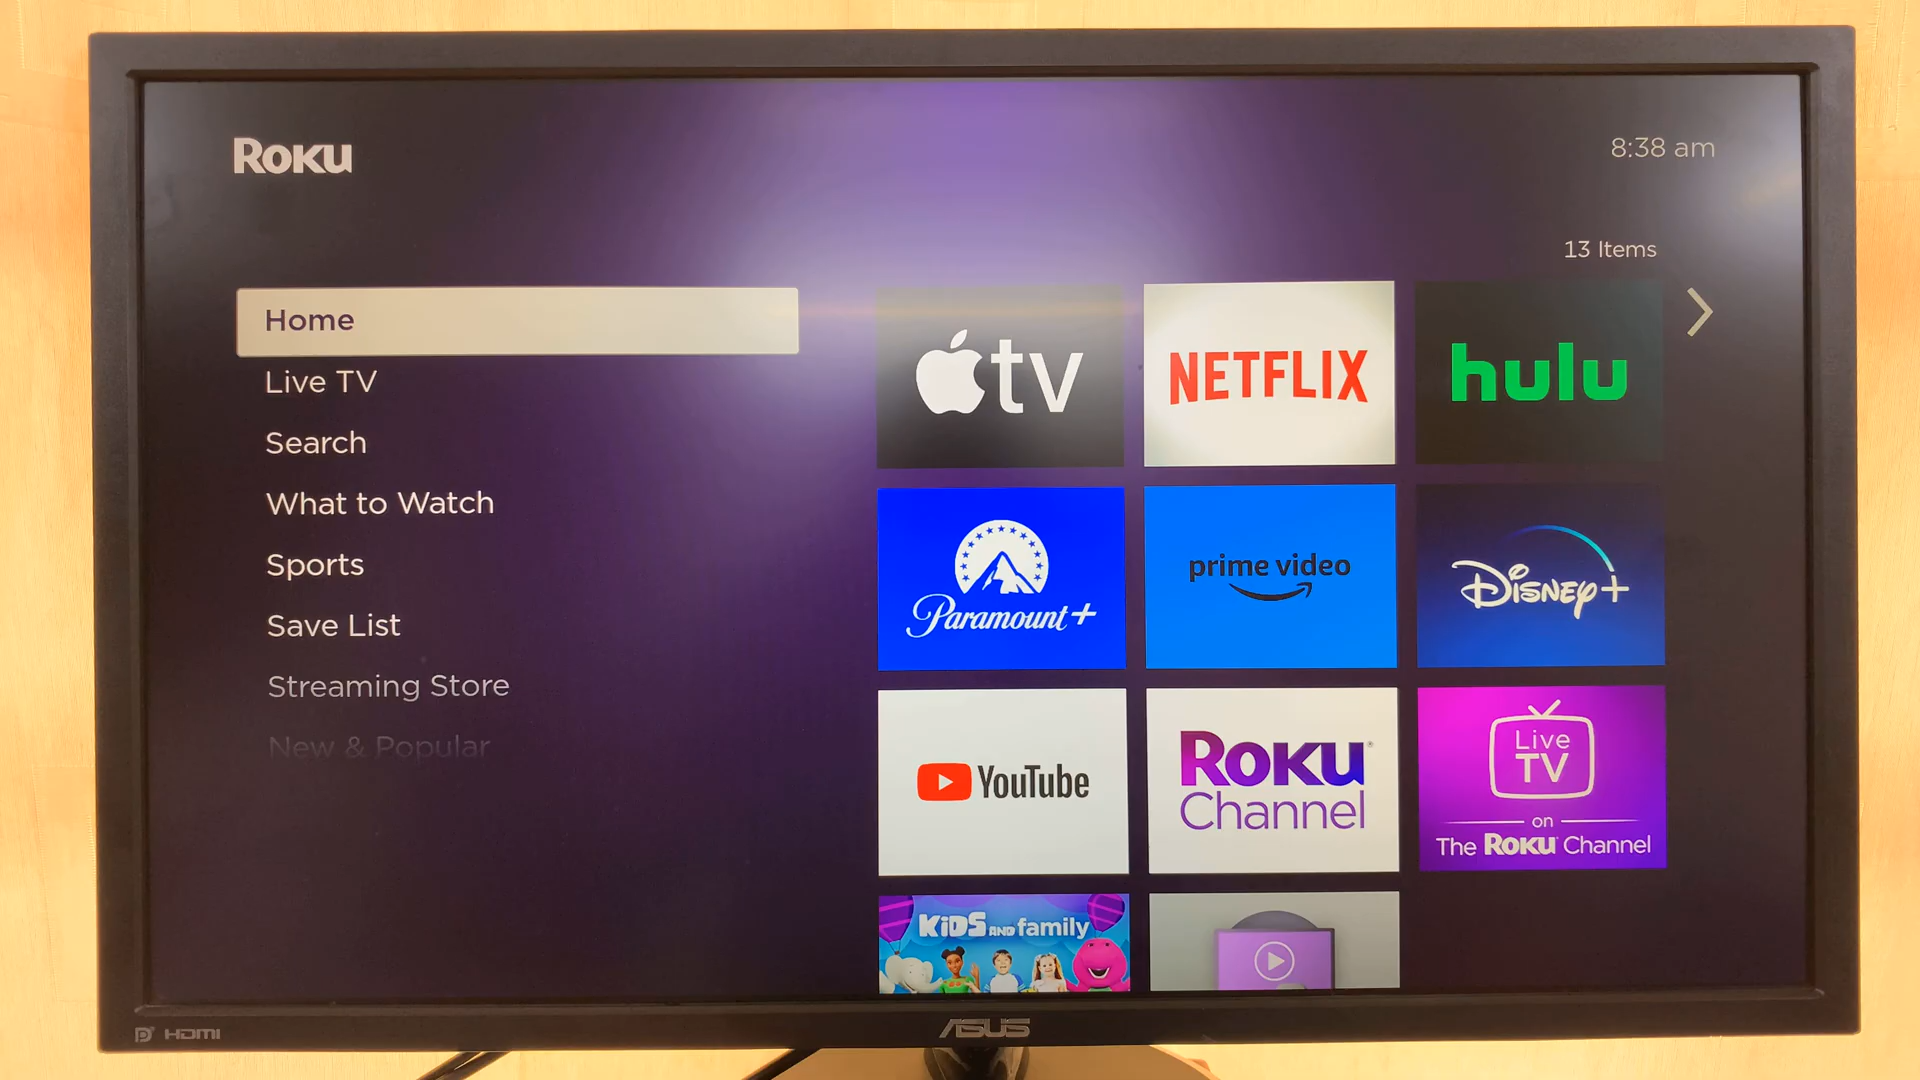 ROKU
8:38 am
13 Items
Home
Live TV
Search
What to Watch
Sports
Save List
Streaming Store
New & Popular
tv
NETFLIX
hulu
Paramount+
prime video
Disney+
YouTube
ROKU
Channel
Live
TV
on
The ROKU Channel
KiDS AND family
HDMI
ASUS